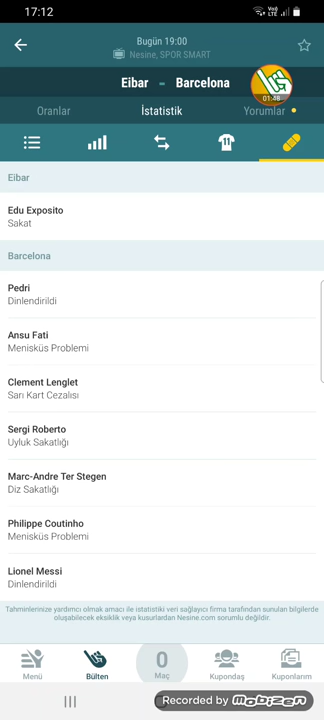 17:12
Vo))
LTE
Bugün 19:00
Nesine, SPOR SMART
Eibar - Barcelona
01:48
Oranlar İstatistik Yorumlar
11
Eibar
Edu Exposito
Sakat
Barcelona
Pedri
Dinlendirildi
Ansu Fati
Menisküs Problemi
Clement Lenglet
Sarı Kart Cezalısı
Sergi Roberto
Uyluk Sakatlığı
Marc-Andre Ter Stegen
Diz Sakatlığı
Philippe Coutinho
Menisküs Problemi
Lionel Messi
Dinlendirildi
Tahminlerinize yardımcı olmak amacı ile istatistiki veri sağlayıcı firma tarafından sunulan bilgilerde
oluşabilecek eksiklik veya kusurlardan Nesine.com sorumlu değildir.
0
Menü Bülten Maç Kupondaş Kuponlarım
Recorded by mobizen